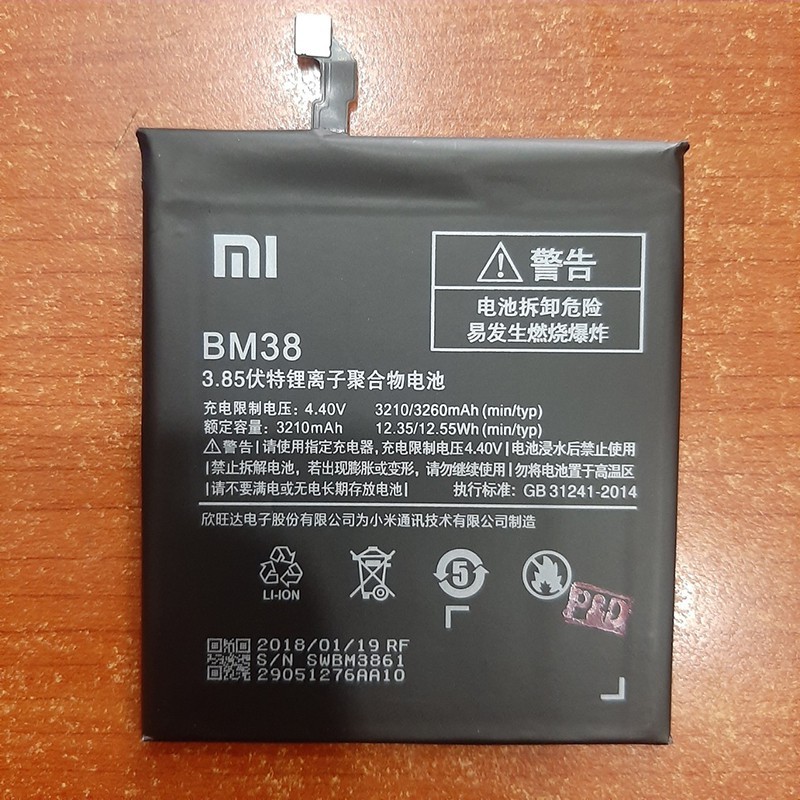 mi
警告
电池拆卸危险
易发生燃烧爆炸
BM38
3.85伏特锂离子聚合物电池
充电限制电压: 4.40V 3210/3260mAh (min/typ)
额定容量: 3210mAh 12.35/12.55Wh (min/typ)
警告|请使用指定充电器,充电限制电压4.40V|电池浸水后禁止使用
|禁止拆解电池，若出现膨胀或变形，请勿继续使用|勿将电池置于高温区
|请不要满电或无电长期存放电池| 执行标准: GB 31241-2014
欣旺达电子股份有限公司为小米通讯技术有限公司制造
5
LI-ION
P&D
2018/01/19 RF
S/N SWBM3861
29051276AA10